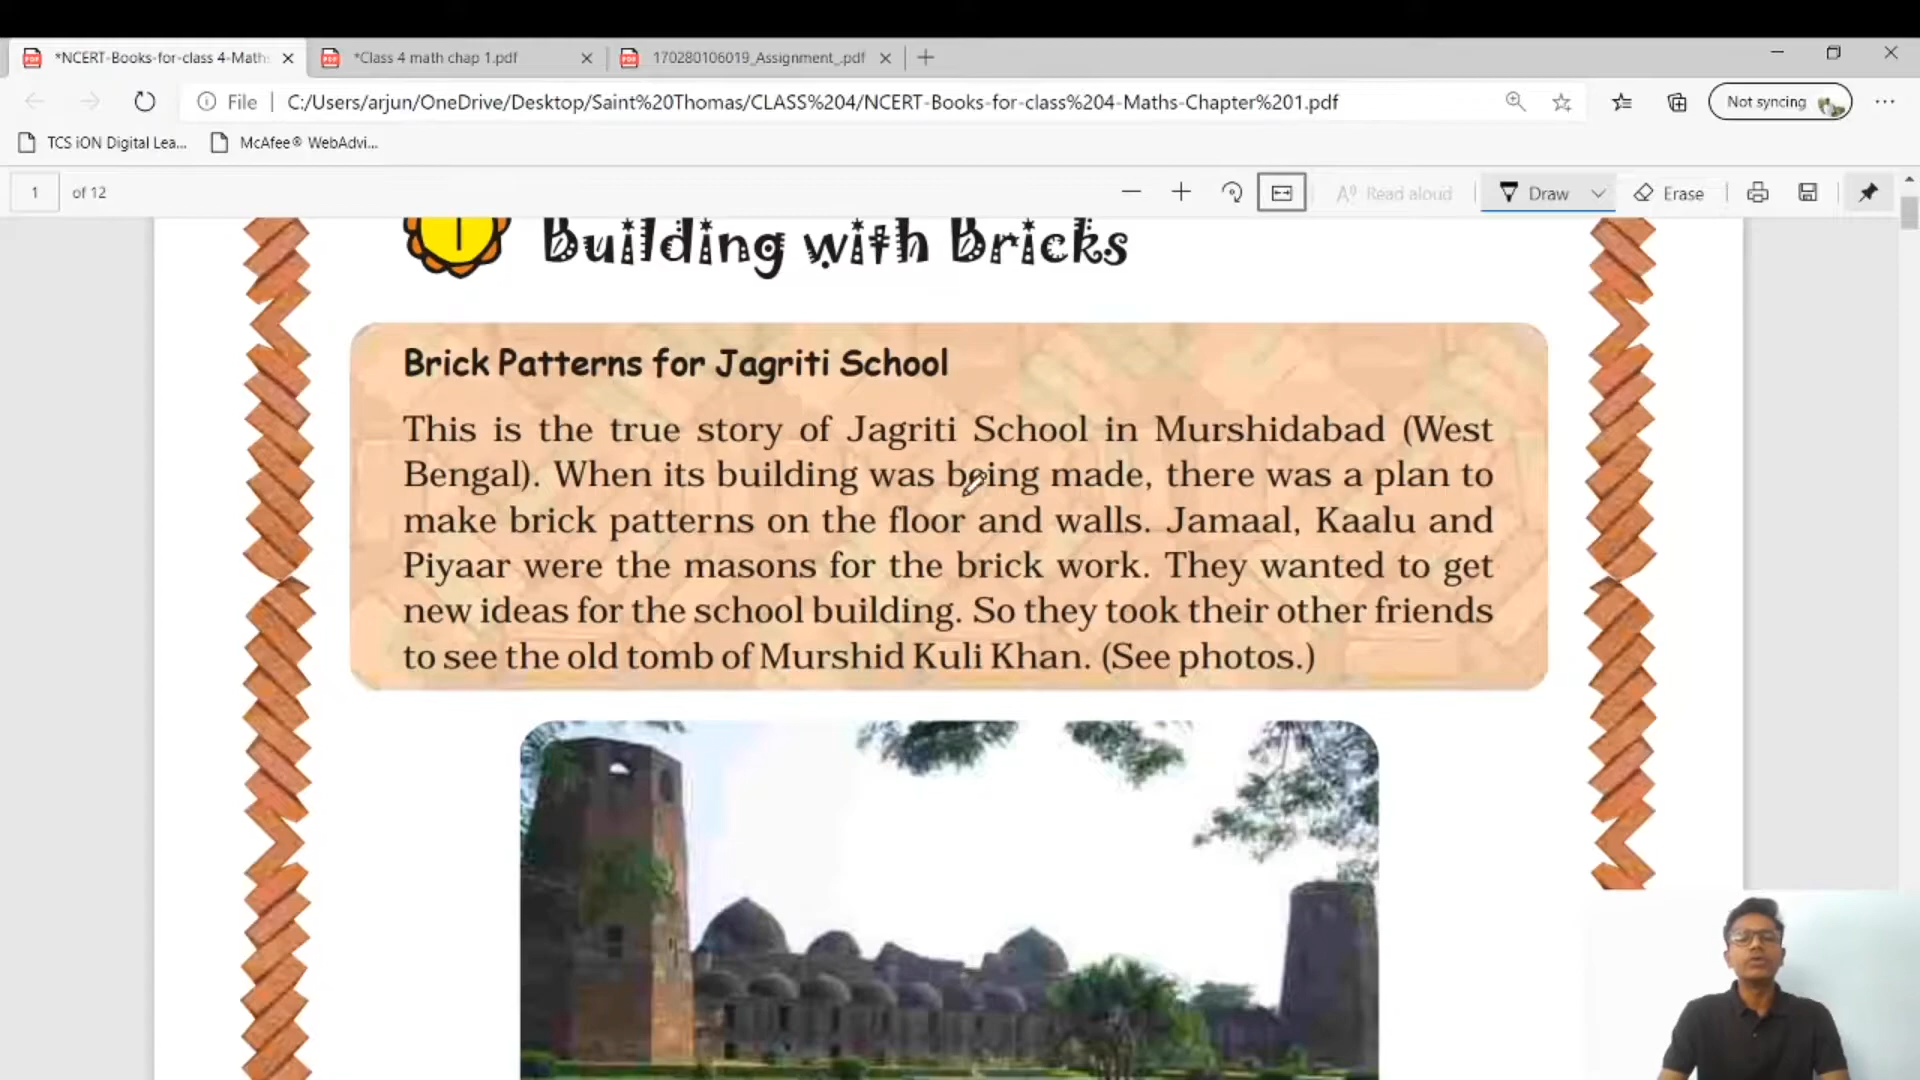 *NCERT-Books-for-class 4-Maths
*Class 4 math chap 1.pdf
170280106019_Assignment_.pdf
File
C:/Users/arjun/OneDrive/Desktop/Saint%20Thomas/CLASS%204/NCERT-Books-for-class%204-Maths-Chapter%201.pdf
Not syncing
TCS iON Digital Lea...
McAfee® WebAdvi...
1 of 12
Read aloud
Draw
Erase
1 Building with Bricks
Brick Patterns for Jagriti School
This is the true story of Jagriti School in Murshidabad (West
Bengal). When its building was being made, there was a plan to
make brick patterns on the floor and walls. Jamaal, Kaalu and
Piyaar were the masons for the brick work. They wanted to get
new ideas for the school building. So they took their other friends
to see the old tomb of Murshid Kuli Khan. (See photos.)